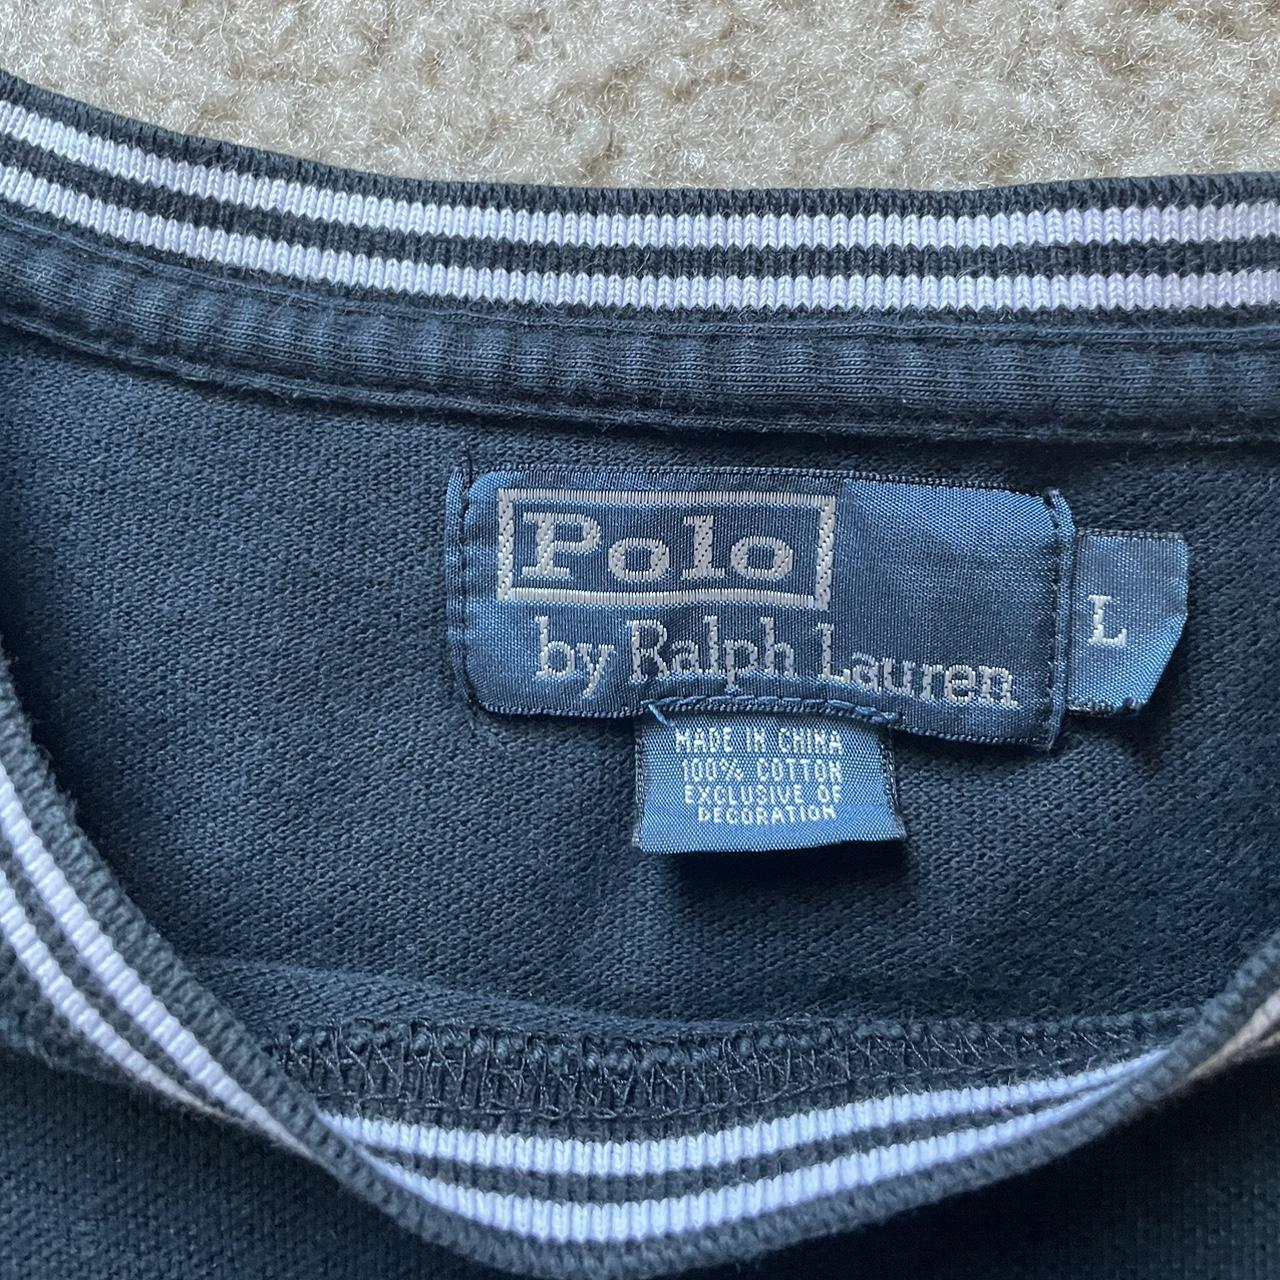 Polo
by Ralph Lauren
L
MADE IN CHINA
100% COTTON
EXCLUSIVE OF
DECORATION